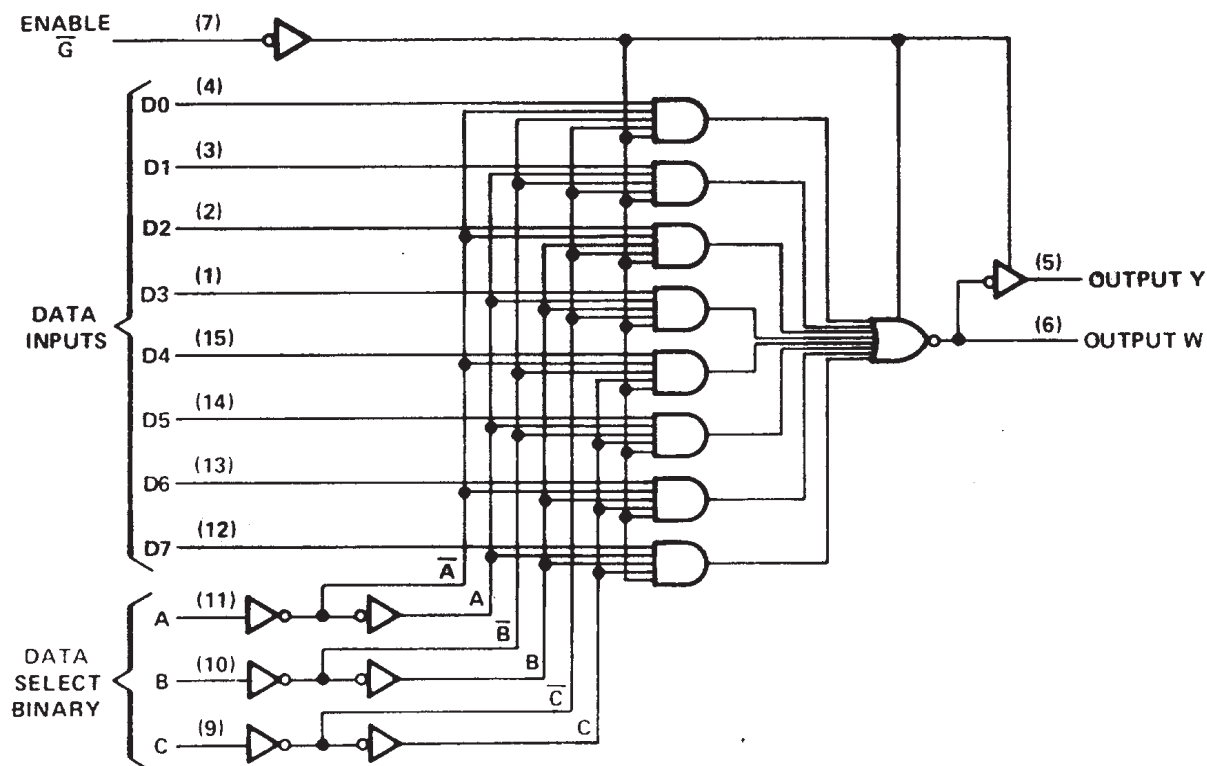 ENABLE
G̅
(7)
D0 (4)
D1 (3)
D2 (2)
D3 (1)
DATA
INPUTS
D4 (15)
D5 (14)
D6 (13)
D7 (12)
(5) OUTPUT Y
(6) OUTPUT W
A̅
A (11)
A
B̅
DATA
SELECT
BINARY
B (10)
B
C̅
C (9)
C